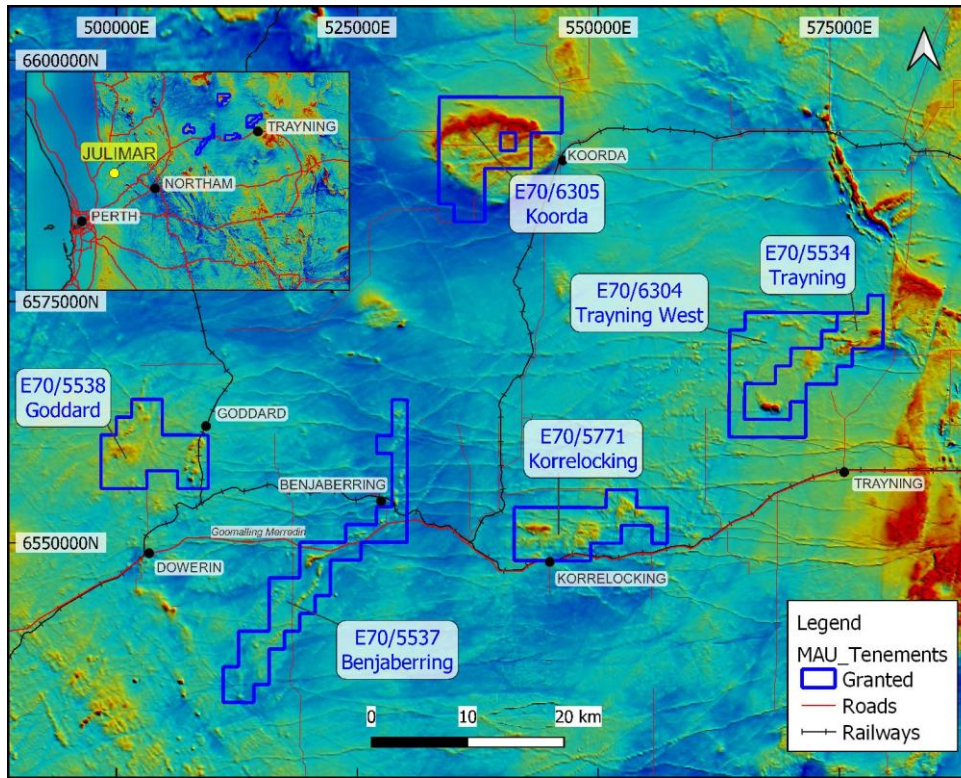 500000E
525000E
550000E
575000E
6600000N
TRAYNING
JULIMAR
NORTHAM
PERTH
KOORDA
E70/6305
Koorda
E70/5534
Trayning
E70/6304
Trayning West
6575000N
E70/5538
Goddard
GODDARD
E70/5771
Korrelocking
BENJABERRING
TRAYNING
Goomalling Merredin
6550000N
DOWERIN
KORRELOCKING
E70/5537
Benjaberring
Legend
MAU_Tenements
Granted
Roads
Railways
0
10
20 km